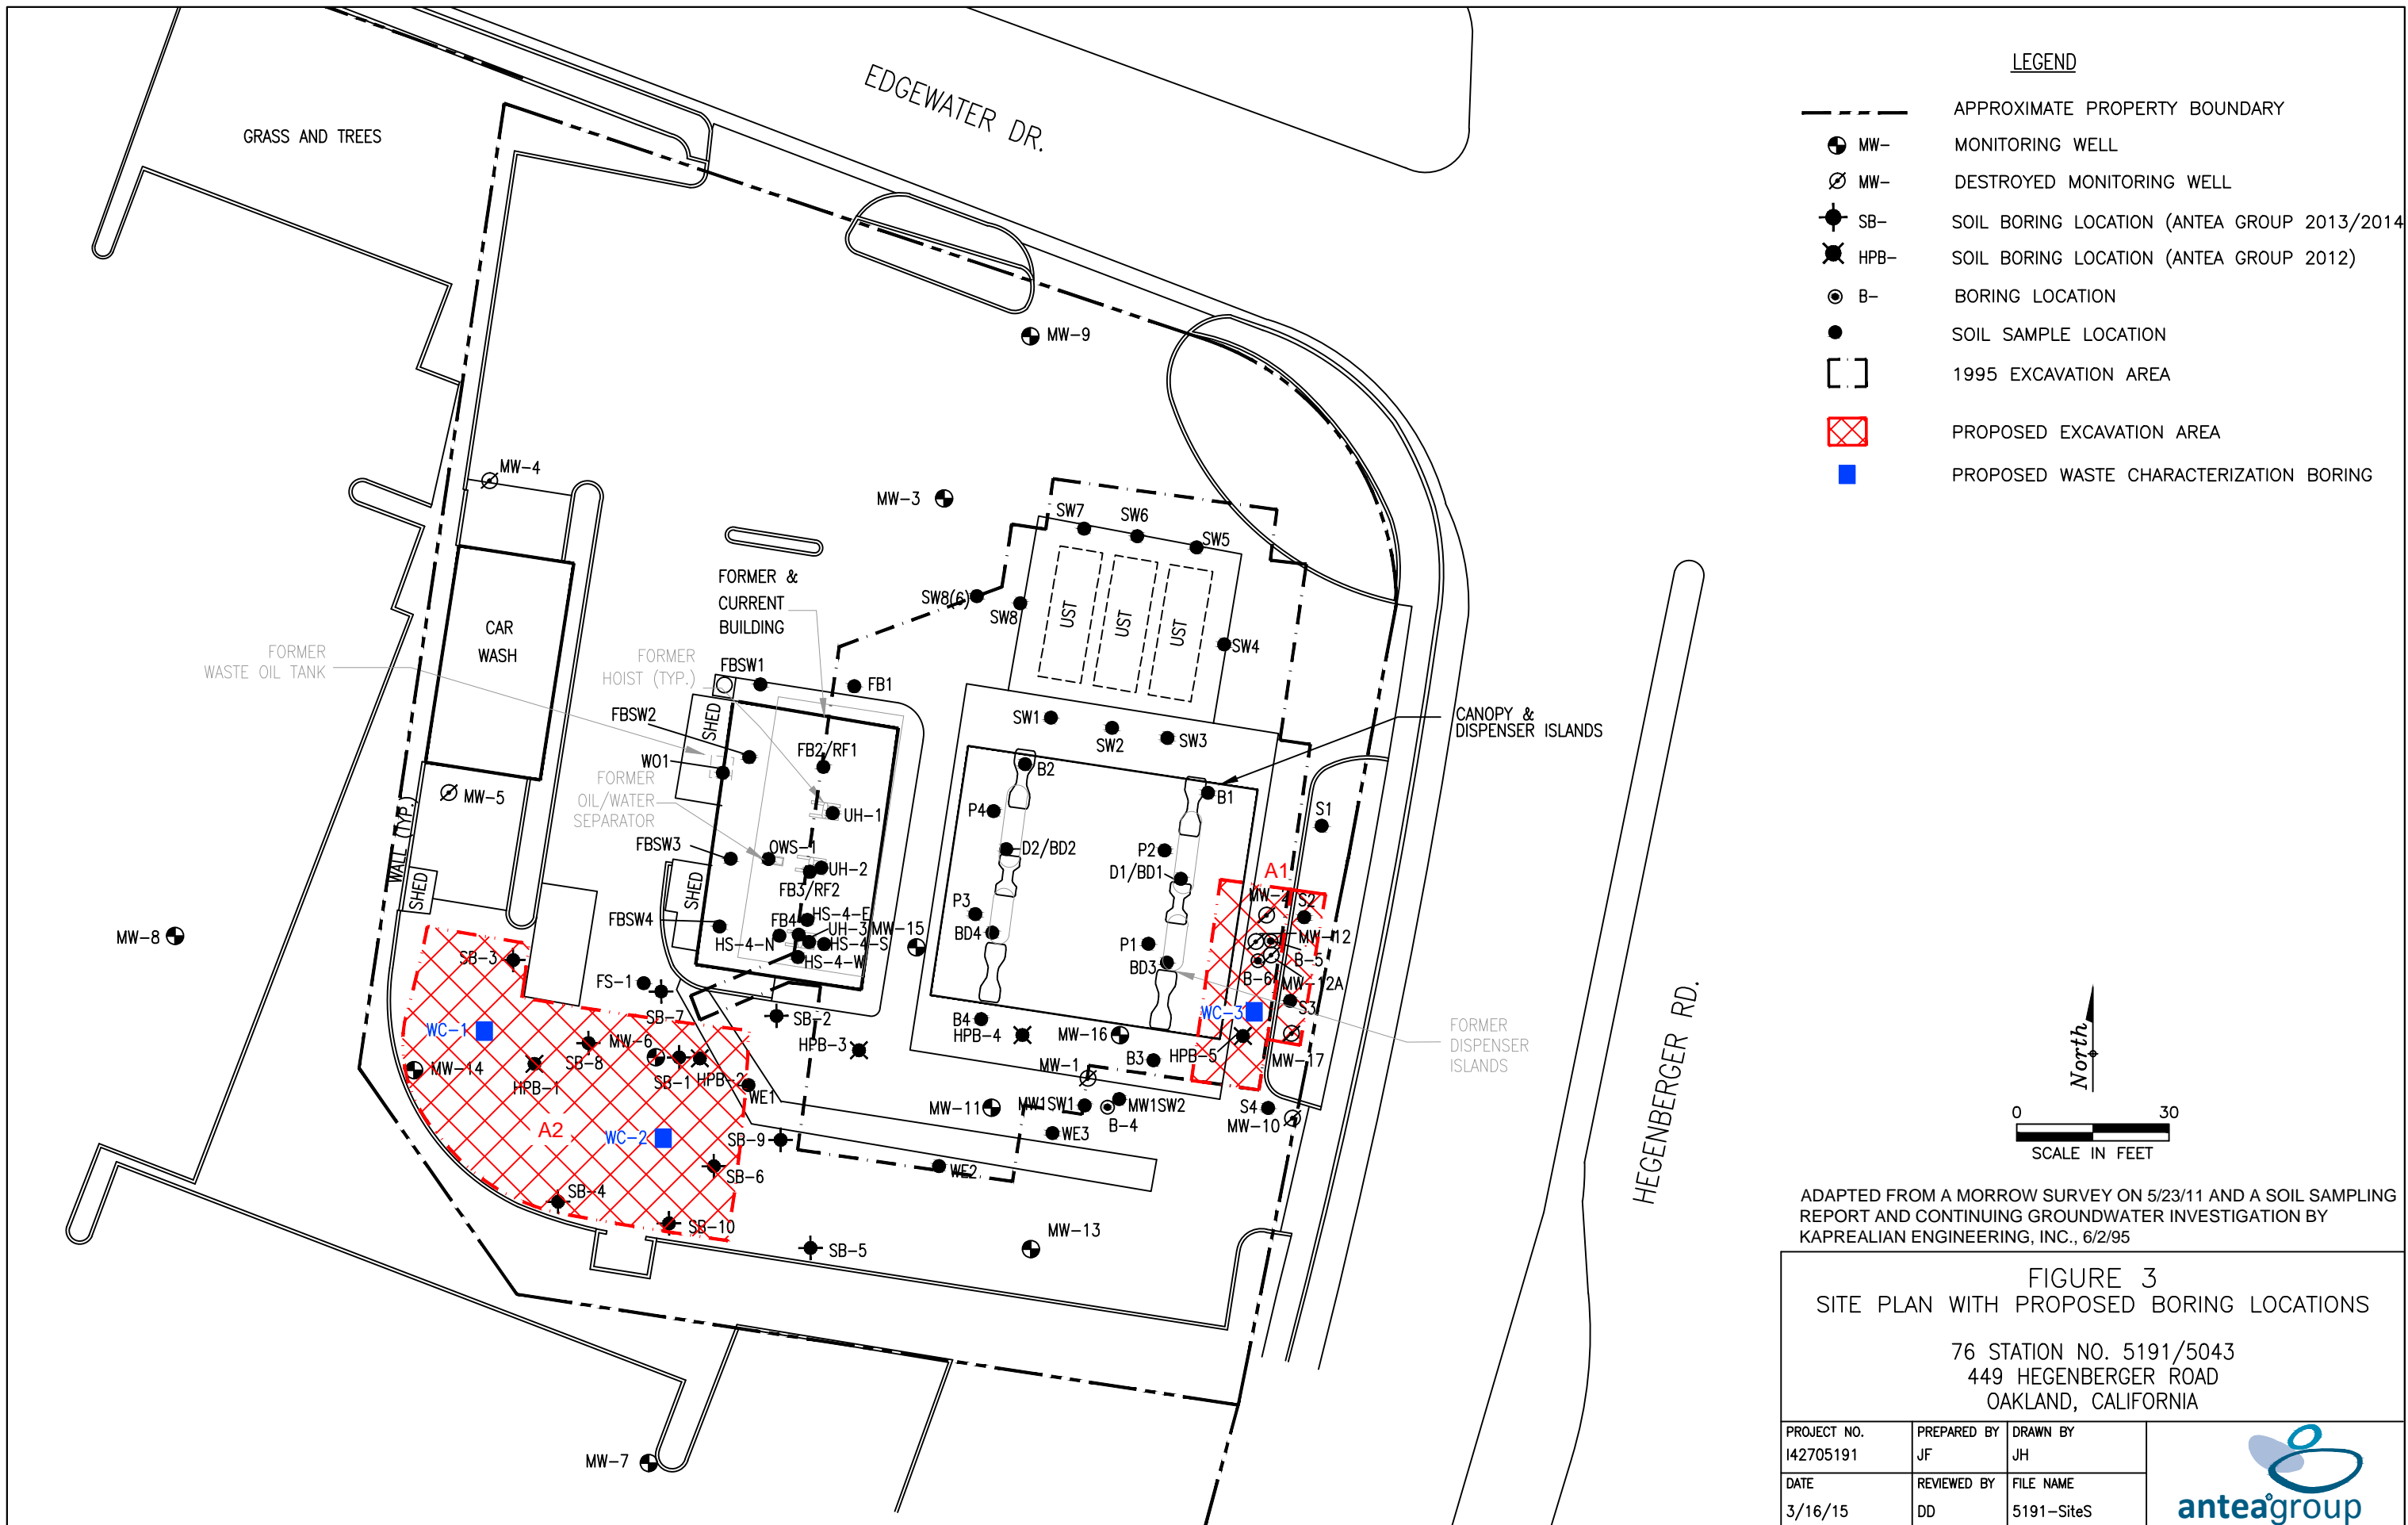 EDGEWATER DR.
GRASS AND TREES
MW-9
MW-4
MW-3
SW7
SW6
SW5
FORMER &
CURRENT
BUILDING
SW8(6)
SW8
UST
UST
UST
SW4
CAR
WASH
FORMER
WASTE OIL TANK
FORMER
HOIST (TYP.)
FBSW1
FB1
FBSW2
SHED
SW1
SW2
SW3
CANOPY &
DISPENSER ISLANDS
WO1
FB2/RF1
B2
B1
FORMER
OIL/WATER
SEPARATOR
MW-5
WALL (TYP.)
UH-1
P4
S1
FBSW3
OWS-1
UH-2
D2/BD2
P2
D1/BD1
A1
SHED
SHED
FB3/RF2
MW-2
S2
FBSW4
FB4
HS-4-E
UH-3
MW-15
P3
HS-4-N
HS-4-S
HS-4-W
BD4
P1
MW-12
BD3
B-5
B-6
MW-12A
MW-8
SB-3
FS-1
SB-7
SB-2
B4
HPB-4
MW-16
WC-3
S3
WC-1
MW-6
SB-8
HPB-3
B3
HPB-5
MW-17
FORMER
DISPENSER
ISLANDS
MW-14
HPB-1
SB-1
HPB-2
MW-1
WE1
MW-11
MW1SW1
MW1SW2
B-4
S4
MW-10
A2
WC-2
SB-9
WE3
SB-6
WE2
SB-4
SB-10
SB-5
MW-13
MW-7
HEGENBERGER RD.
LEGEND
APPROXIMATE PROPERTY BOUNDARY
MW- MONITORING WELL
MW- DESTROYED MONITORING WELL
SB- SOIL BORING LOCATION (ANTEA GROUP 2013/2014
HPB- SOIL BORING LOCATION (ANTEA GROUP 2012)
B- BORING LOCATION
SOIL SAMPLE LOCATION
1995 EXCAVATION AREA
PROPOSED EXCAVATION AREA
PROPOSED WASTE CHARACTERIZATION BORING
North
0 30
SCALE IN FEET
ADAPTED FROM A MORROW SURVEY ON 5/23/11 AND A SOIL SAMPLING
REPORT AND CONTINUING GROUNDWATER INVESTIGATION BY
KAPREALIAN ENGINEERING, INC., 6/2/95
FIGURE 3
SITE PLAN WITH PROPOSED BORING LOCATIONS
76 STATION NO. 5191/5043
449 HEGENBERGER ROAD
OAKLAND, CALIFORNIA
PROJECT NO. PREPARED BY DRAWN BY
I42705191 JF JH
DATE REVIEWED BY FILE NAME
3/16/15 DD 5191-SiteS
anteagroup